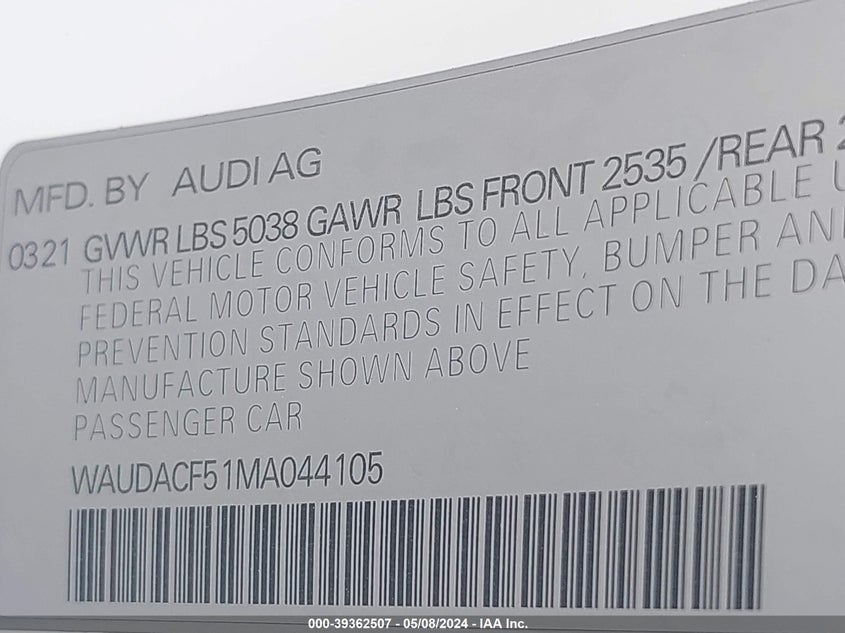 MFD. BY AUDI AG
0321 GVWR LBS 5038 GAWR LBS FRONT 2535 /REAR
THIS VEHICLE CONFORMS TO ALL APPLICABLE
FEDERAL MOTOR VEHICLE SAFETY, BUMPER
PREVENTION STANDARDS IN EFFECT ON THE
MANUFACTURE SHOWN ABOVE
PASSENGER CAR
WAUDACF51MA044105
000-39362507 - 05/08/2024 - IAA Inc.